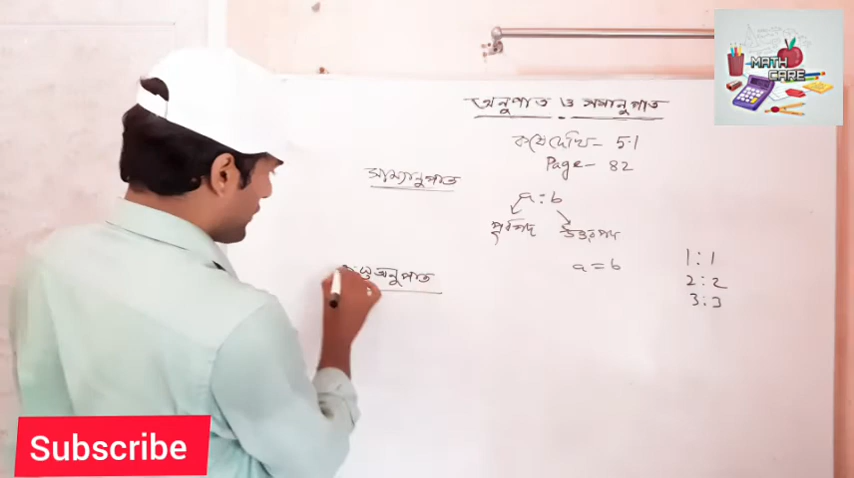 MATH
CARE
অনুপাত ও সমানুপাত
কষে দেখি - 5.1
Page - 82
সাম্যানুপাত
a : b
পূর্বপদ উত্তরপদ
a = b
1 : 1
2 : 2
3 : 3
অনুপাত
Subscribe